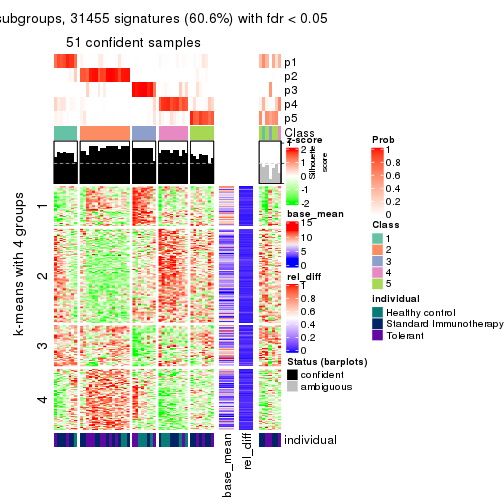 subgroups, 31455 signatures (60.6%) with fdr < 0.05
51 confident samples
p1
p2
p3
p4
p5
Class
z-score
2
1
0
-1
-2
Silhouette
score
Prob
1
0.8
0.6
0.4
0.2
0
k-means with 4 groups
1
2
3
4
base_mean
15
10
5
0
Class
1
2
3
4
5
rel_diff
1
0.8
0.6
0.4
0.2
0
individual
Healthy control
Standard Immunotherapy
Tolerant
Status (barplots)
confident
ambiguous
individual
base_mean
rel_diff